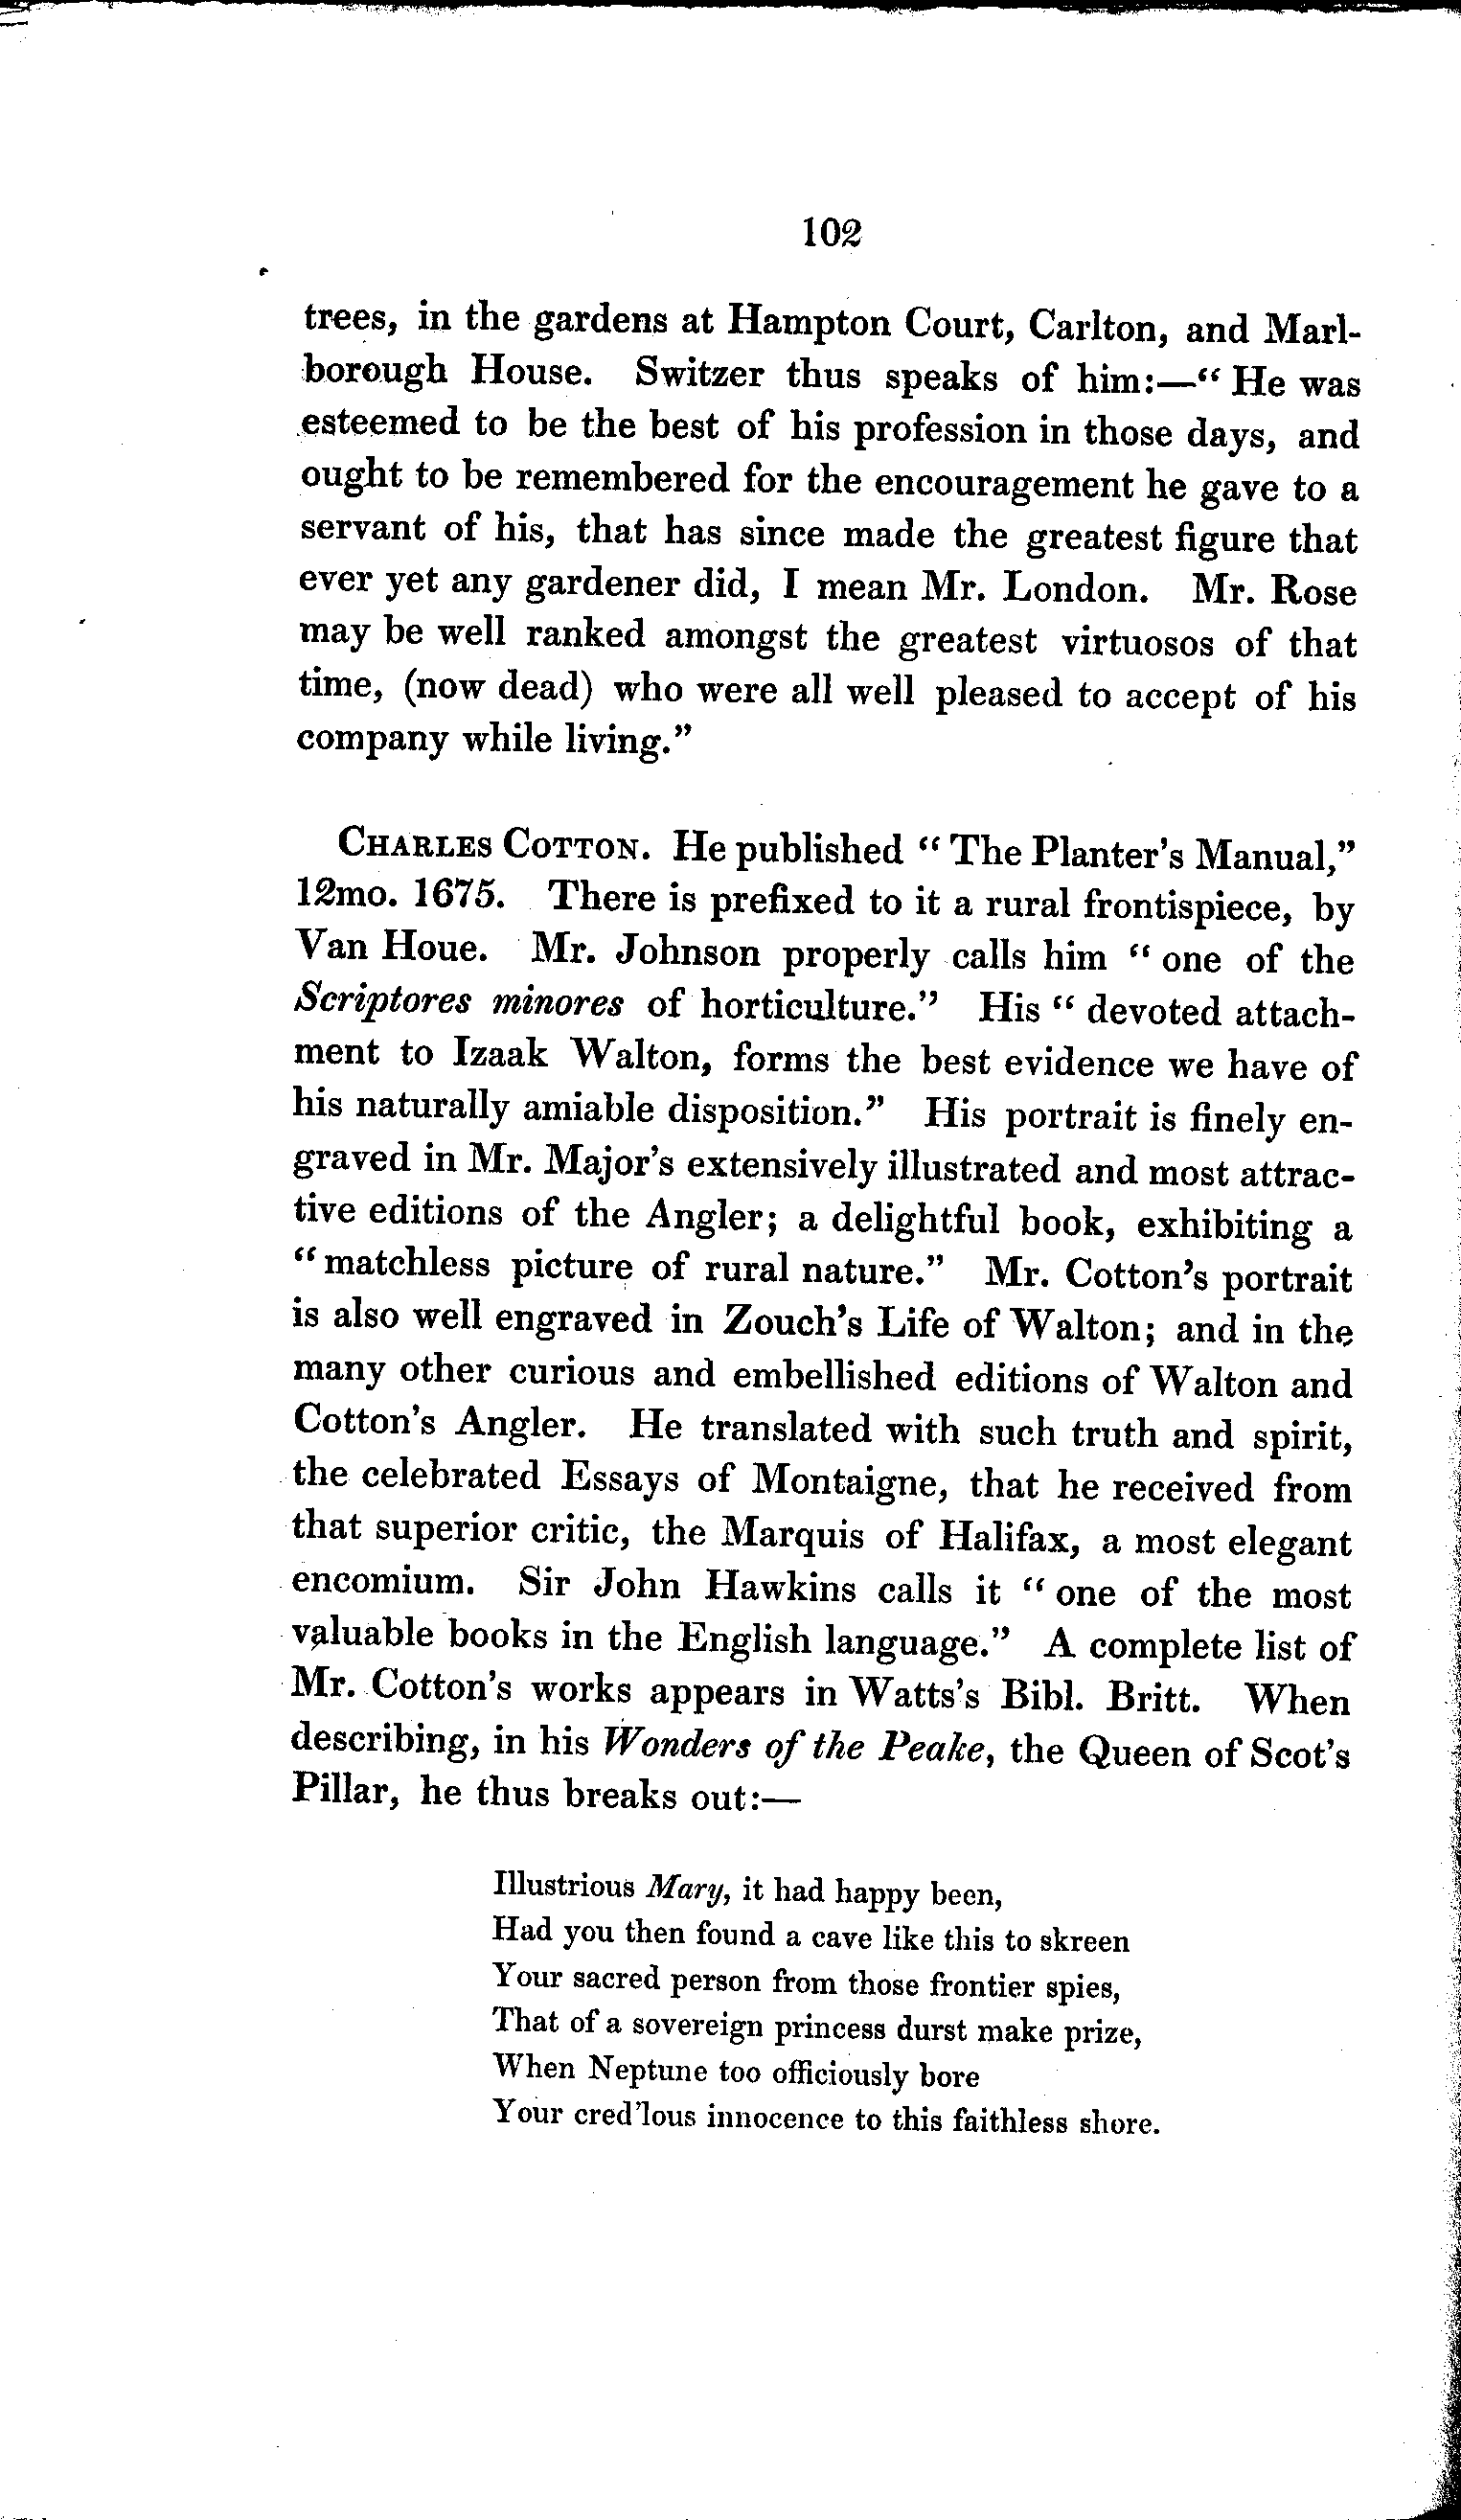 102
trees, in the gardens at Hampton Court, Carlton, and Marl-
borough House. Switzer thus speaks of him:—“ He was
esteemed to be the best of his profession in those days, and
ought to be remembered for the encouragement he gave to a
servant of his, that has since made the greatest figure that
ever yet any gardener did, I mean Mr. London. Mr. Rose
may be well ranked amongst the greatest virtuosos of that
time, (now dead) who were all well pleased to accept of his
company while living.”
CHARLES COTTON. He published “ The Planter's Manual,”
12mo. 1675. There is prefixed to it a rural frontispiece, by
Van Houe. Mr. Johnson properly calls him “ one of the
Scriptores minores of horticulture.” His “ devoted attach-
ment to Izaak Walton, forms the best evidence we have of
his naturally amiable disposition.” His portrait is finely en-
graved in Mr. Major's extensively illustrated and most attrac-
tive editions of the Angler; a delightful book, exhibiting a
“ matchless picture of rural nature.” Mr. Cotton's portrait
is also well engraved in Zouch's Life of Walton; and in the
many other curious and embellished editions of Walton and
Cotton's Angler. He translated with such truth and spirit,
the celebrated Essays of Montaigne, that he received from
that superior critic, the Marquis of Halifax, a most elegant
encomium. Sir John Hawkins calls it “ one of the most
valuable books in the English language.” A complete list of
Mr. Cotton's works appears in Watts's Bibl. Britt. When
describing, in his Wonders of the Peake, the Queen of Scot's
Pillar, he thus breaks out:—
Illustrious Mary, it had happy been,
Had you then found a cave like this to skreen
Your sacred person from those frontier spies,
That of a sovereign princess durst make prize,
When Neptune too officiously bore
Your cred'lous innocence to this faithless shore.